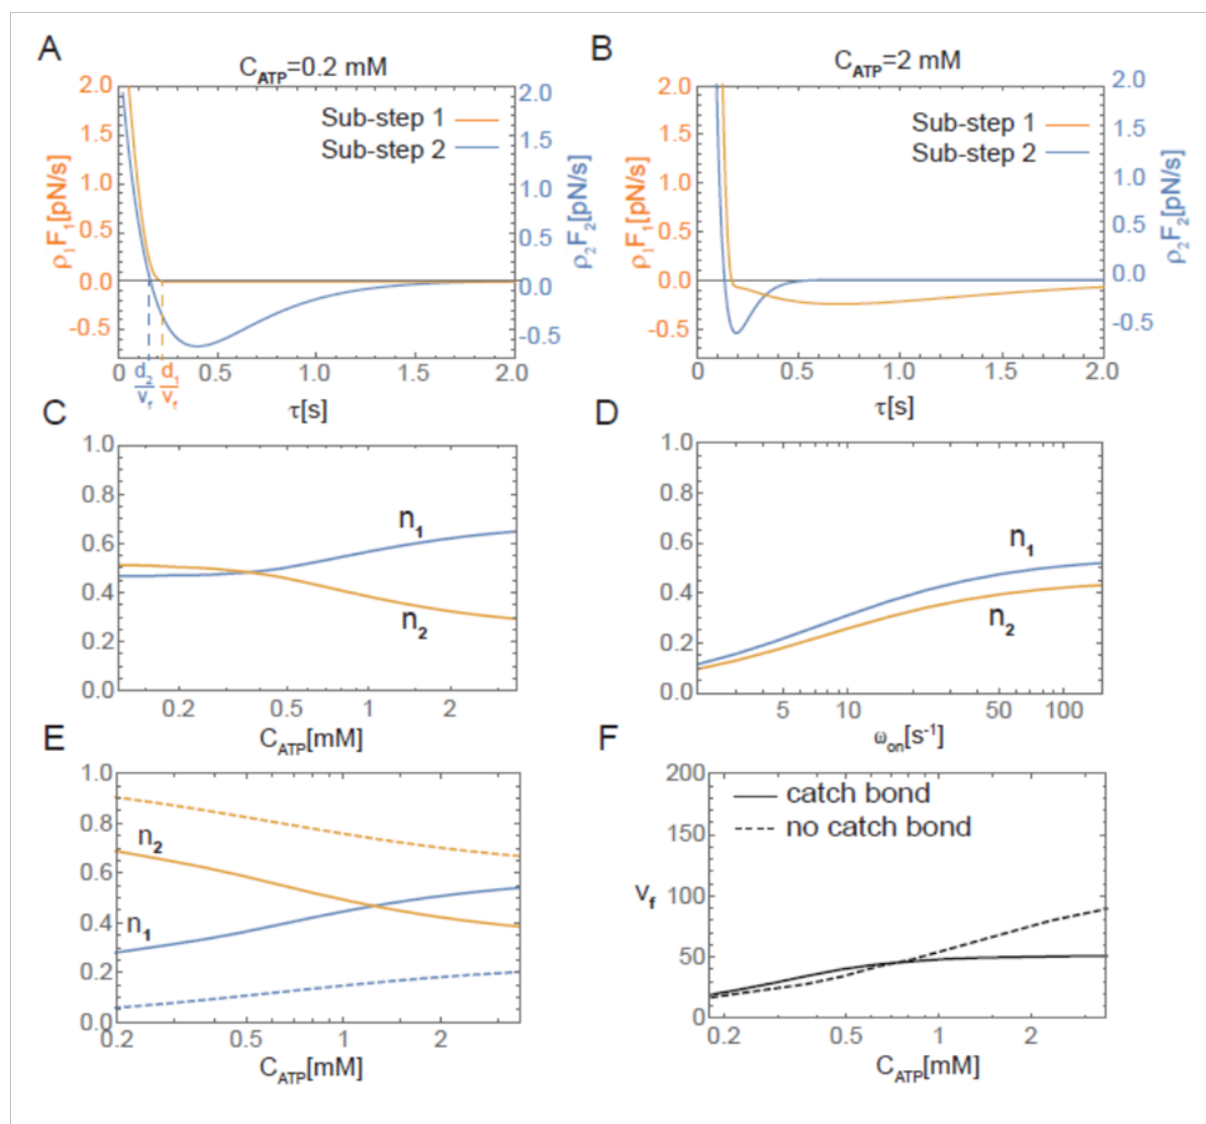 A
C_ATP=0.2 mM
2.0
1.5
1.0
0.5
0.0
-0.5
ρ₁F₁[pN/s]
Sub-step 1
Sub-step 2
2.0
1.5
1.0
0.5
0.0
-0.5
ρ₂F₂[pN/s]
0 0.5 1.0 1.5 2.0
d₂/v_f d₁/v_f
τ[s]
B
C_ATP=2 mM
2.0
1.5
1.0
0.5
0.0
-0.5
ρ₁F₁[pN/s]
Sub-step 1
Sub-step 2
2.0
1.5
1.0
0.5
0.0
-0.5
ρ₂F₂[pN/s]
0 0.5 1.0 1.5 2.0
τ[s]
C
1.0
0.8
0.6
0.4
0.2
0.0
n₁
n₂
0.2 0.5 1 2
C_ATP[mM]
D
1.0
0.8
0.6
0.4
0.2
0.0
n₁
n₂
5 10 50 100
ω_on[s⁻¹]
E
1.0
0.8
0.6
0.4
0.2
0.0
n₂
n₁
0.2 0.5 1 2
C_ATP[mM]
F
200
150
100
50
0
v_f
catch bond
no catch bond
0.2 0.5 1 2
C_ATP[mM]